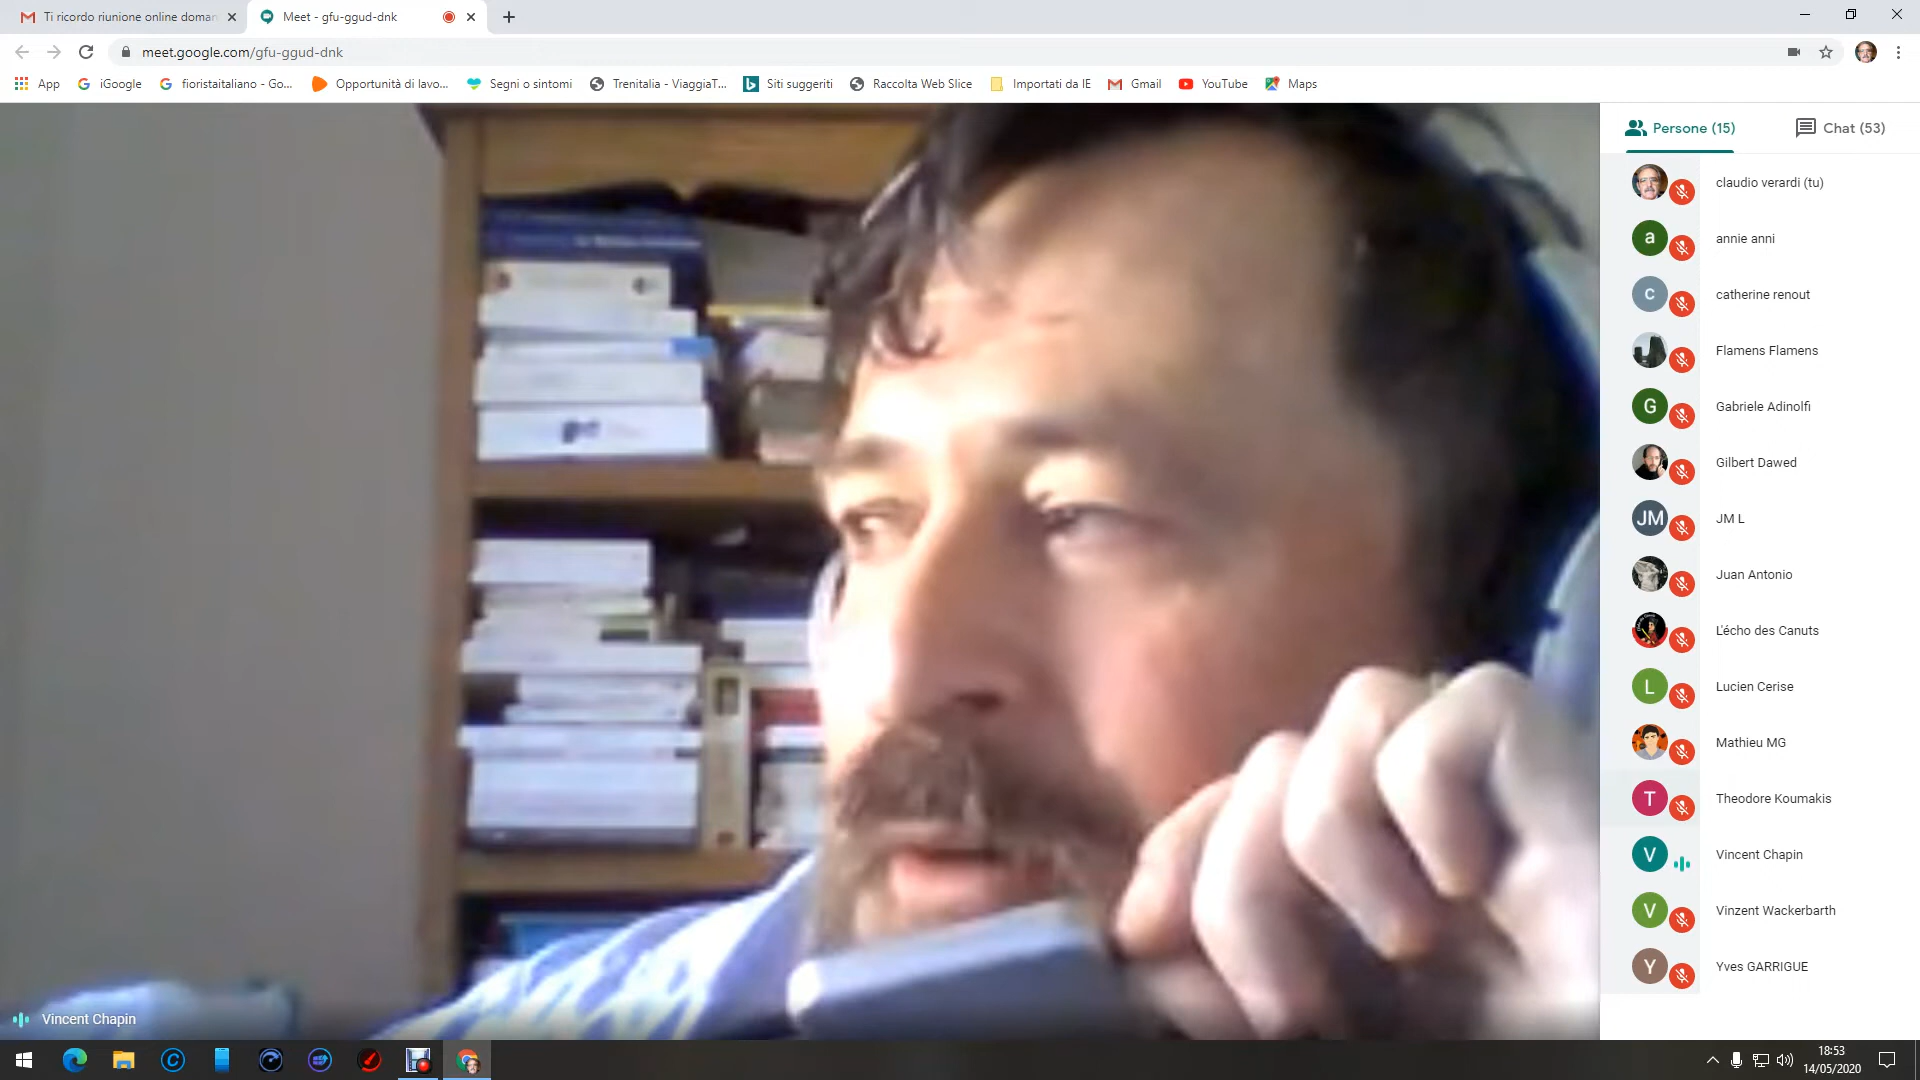 Ti ricordo riunione online doman
Meet - gfu-ggud-dnk
meet.google.com/gfu-ggud-dnk
App
iGoogle
fioristaitaliano - Go...
Opportunità di lavo...
Segni o sintomi
Trenitalia - ViaggiaT...
Siti suggeriti
Raccolta Web Slice
Importati da IE
Gmail
YouTube
Maps
Persone (15)
Chat (53)
claudio verardi (tu)
a
annie anni
c
catherine renout
Flamens Flamens
G
Gabriele Adinolfi
Gilbert Dawed
JM
JM L
Juan Antonio
L'écho des Canuts
L
Lucien Cerise
Mathieu MG
T
Theodore Koumakis
V
Vincent Chapin
V
Vinzent Wackerbarth
Y
Yves GARRIGUE
Vincent Chapin
18:53
14/05/2020